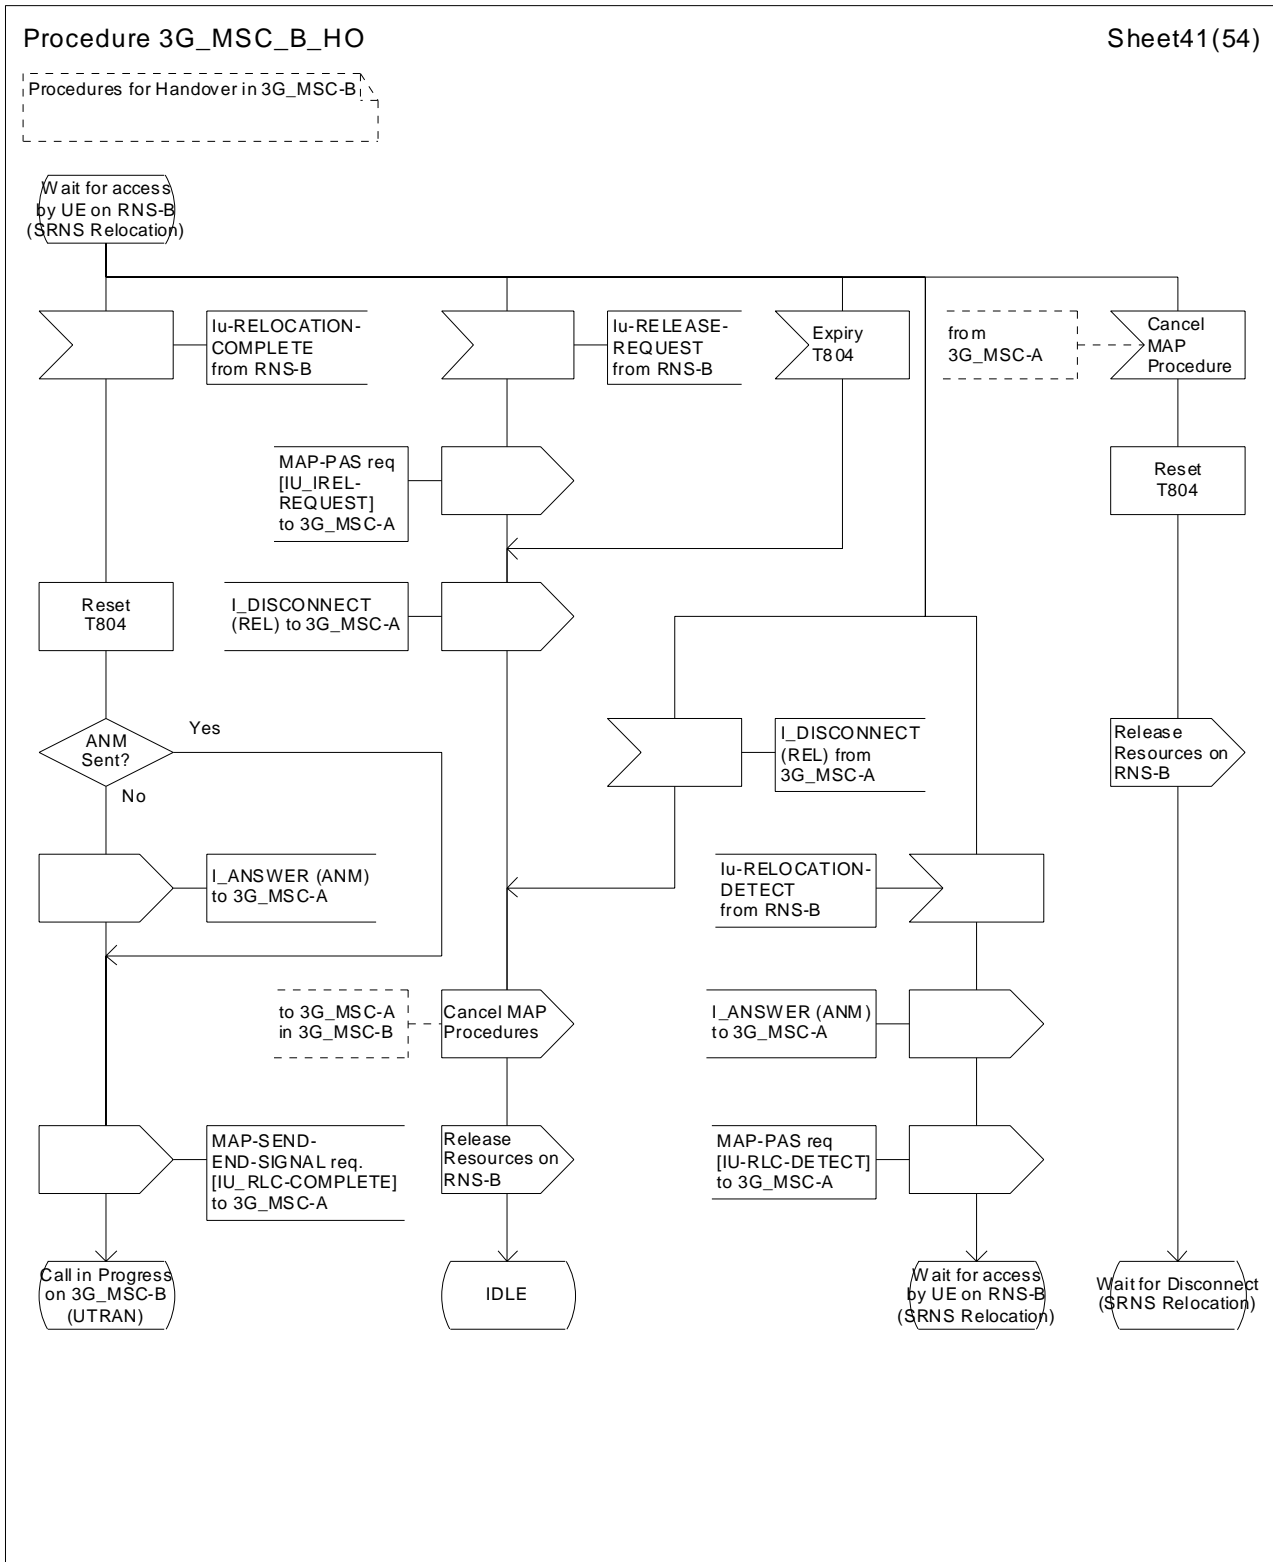 Procedure 3G_MSC_B_HO
Sheet41(54)
Procedures for Handover in 3G_MSC-B
Wait for access
by UE on RNS-B
(SRNS Relocation)
Iu-RELOCATION-
COMPLETE
from RNS-B
Iu-RELEASE-
REQUEST
from RNS-B
Expiry
T804
from
3G_MSC-A
Cancel
MAP
Procedure
MAP-PAS req
[IU_IREL-
REQUEST]
to 3G_MSC-A
Reset
T804
Reset
T804
I_DISCONNECT
(REL) to 3G_MSC-A
ANM
Sent?
Yes
No
I_DISCONNECT
(REL) from
3G_MSC-A
Release
Resources on
RNS-B
I_ANSWER (ANM)
to 3G_MSC-A
Iu-RELOCATION-
DETECT
from RNS-B
to 3G_MSC-A
in 3G_MSC-B
Cancel MAP
Procedures
I_ANSWER (ANM)
to 3G_MSC-A
MAP-SEND-
END-SIGNAL req.
[IU_RLC-COMPLETE]
to 3G_MSC-A
Release
Resources on
RNS-B
MAP-PAS req
[IU-RLC-DETECT]
to 3G_MSC-A
Call in Progress
on 3G_MSC-B
(UTRAN)
IDLE
Wait for access
by UE on RNS-B
(SRNS Relocation)
Wait for Disconnect
(SRNS Relocation)